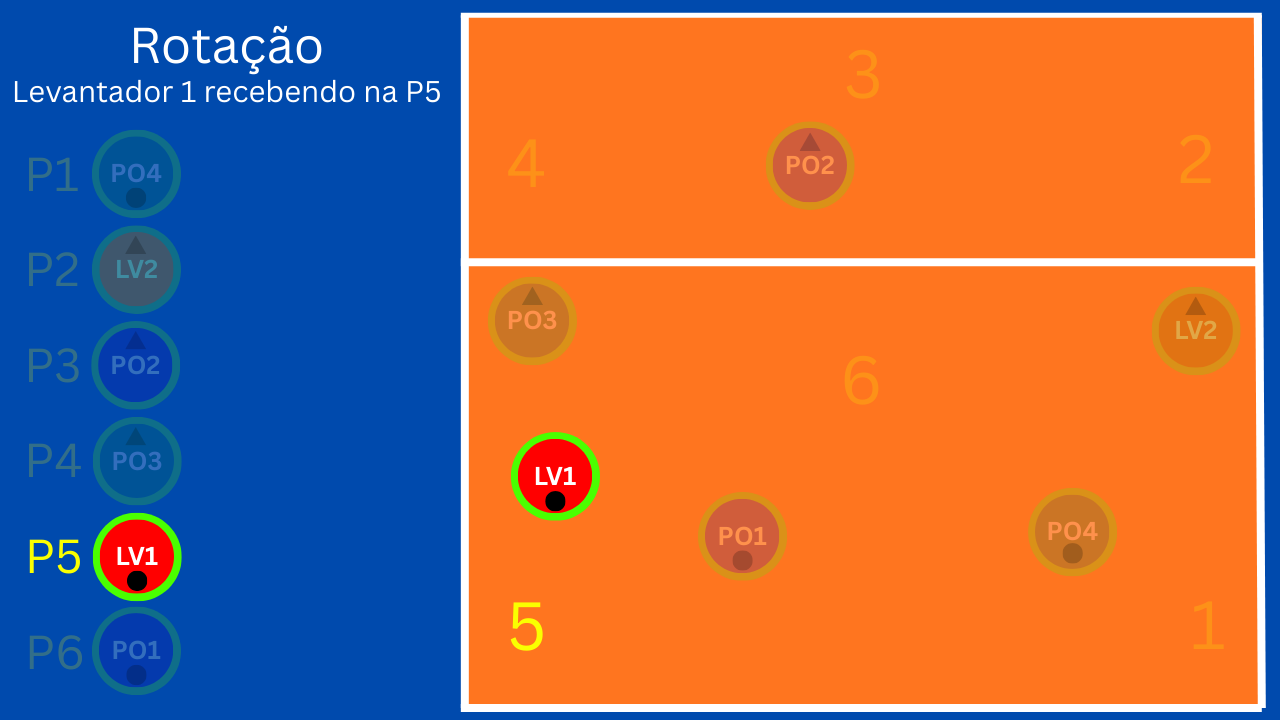 Rotação
Levantador 1 recebendo na P5
P1 PO4
P2 LV2
P3 PO2
P4 PO3
P5 LV1
P6 PO1
3
4
2
PO2
PO3
LV2
6
LV1
PO1
PO4
5
1